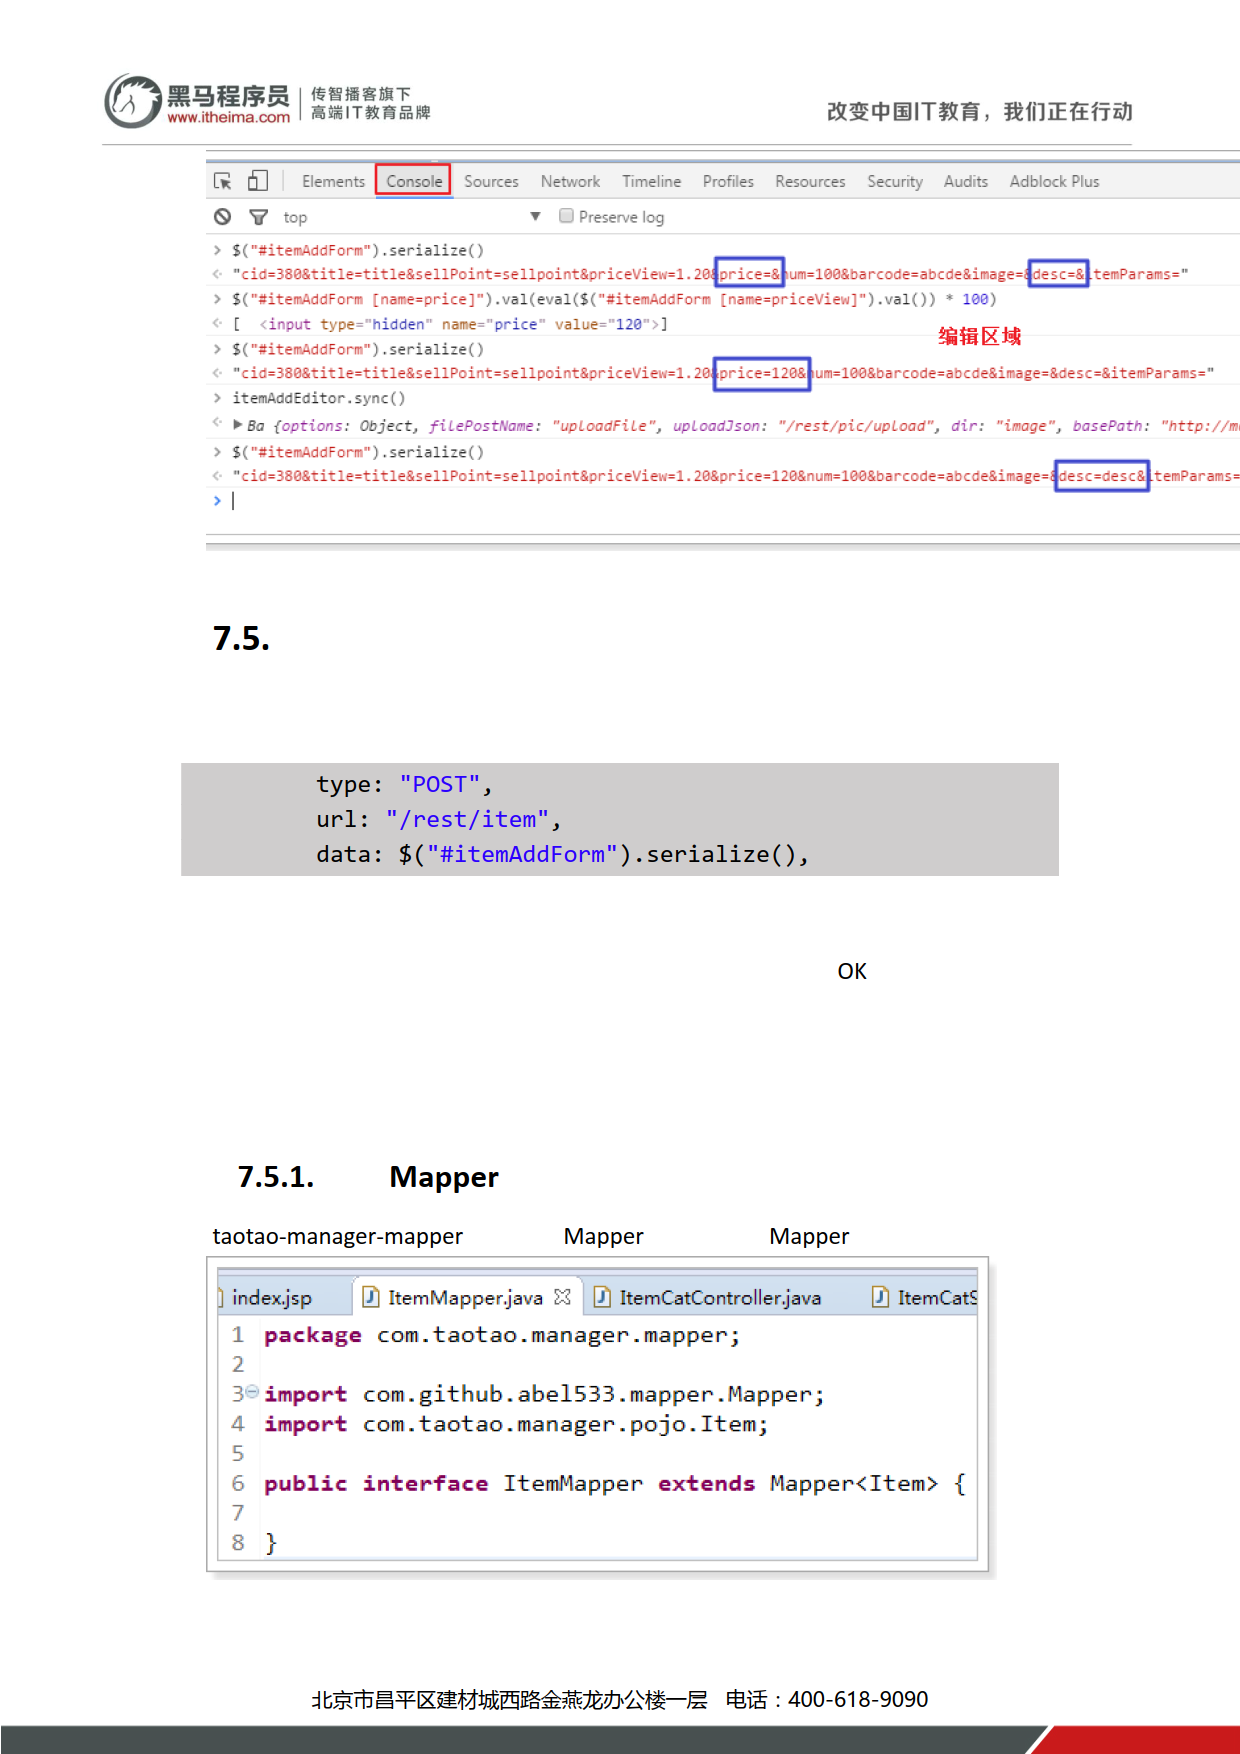 黑马程序员
www.itheima.com
传智播客旗下
高端IT教育品牌
改变中国IT教育，我们正在行动
Elements Console Sources Network Timeline Profiles Resources Security Audits Adblock Plus
top ▼ Preserve log
> $("#itemAddForm").serialize()
"cid=380&title=title&sellPoint=sellpoint&priceView=1.20&price=&num=100&barcode=abcde&image=&desc=&itemParams="
> $("#itemAddForm [name=price]").val(eval($("#itemAddForm [name=priceView]").val()) * 100)
[ <input type="hidden" name="price" value="120">]
编辑区域
> $("#itemAddForm").serialize()
"cid=380&title=title&sellPoint=sellpoint&priceView=1.20&price=120&num=100&barcode=abcde&image=&desc=&itemParams="
> itemAddEditor.sync()
▶ Ba {options: Object, filePostName: "uploadFile", uploadJson: "/rest/pic/upload", dir: "image", basePath: "http://m
> $("#itemAddForm").serialize()
"cid=380&title=title&sellPoint=sellpoint&priceView=1.20&price=120&num=100&barcode=abcde&image=&desc=desc&itemParams=
>
7.5.
type: "POST",
url: "/rest/item",
data: $("#itemAddForm").serialize(),
OK
7.5.1. Mapper
taotao-manager-mapper Mapper Mapper
index.jsp ItemMapper.java ItemCatController.java ItemCatS
1 package com.taotao.manager.mapper;
2
3 import com.github.abel533.mapper.Mapper;
4 import com.taotao.manager.pojo.Item;
5
6 public interface ItemMapper extends Mapper<Item> {
7
8 }
北京市昌平区建材城西路金燕龙办公楼一层 电话：400-618-9090